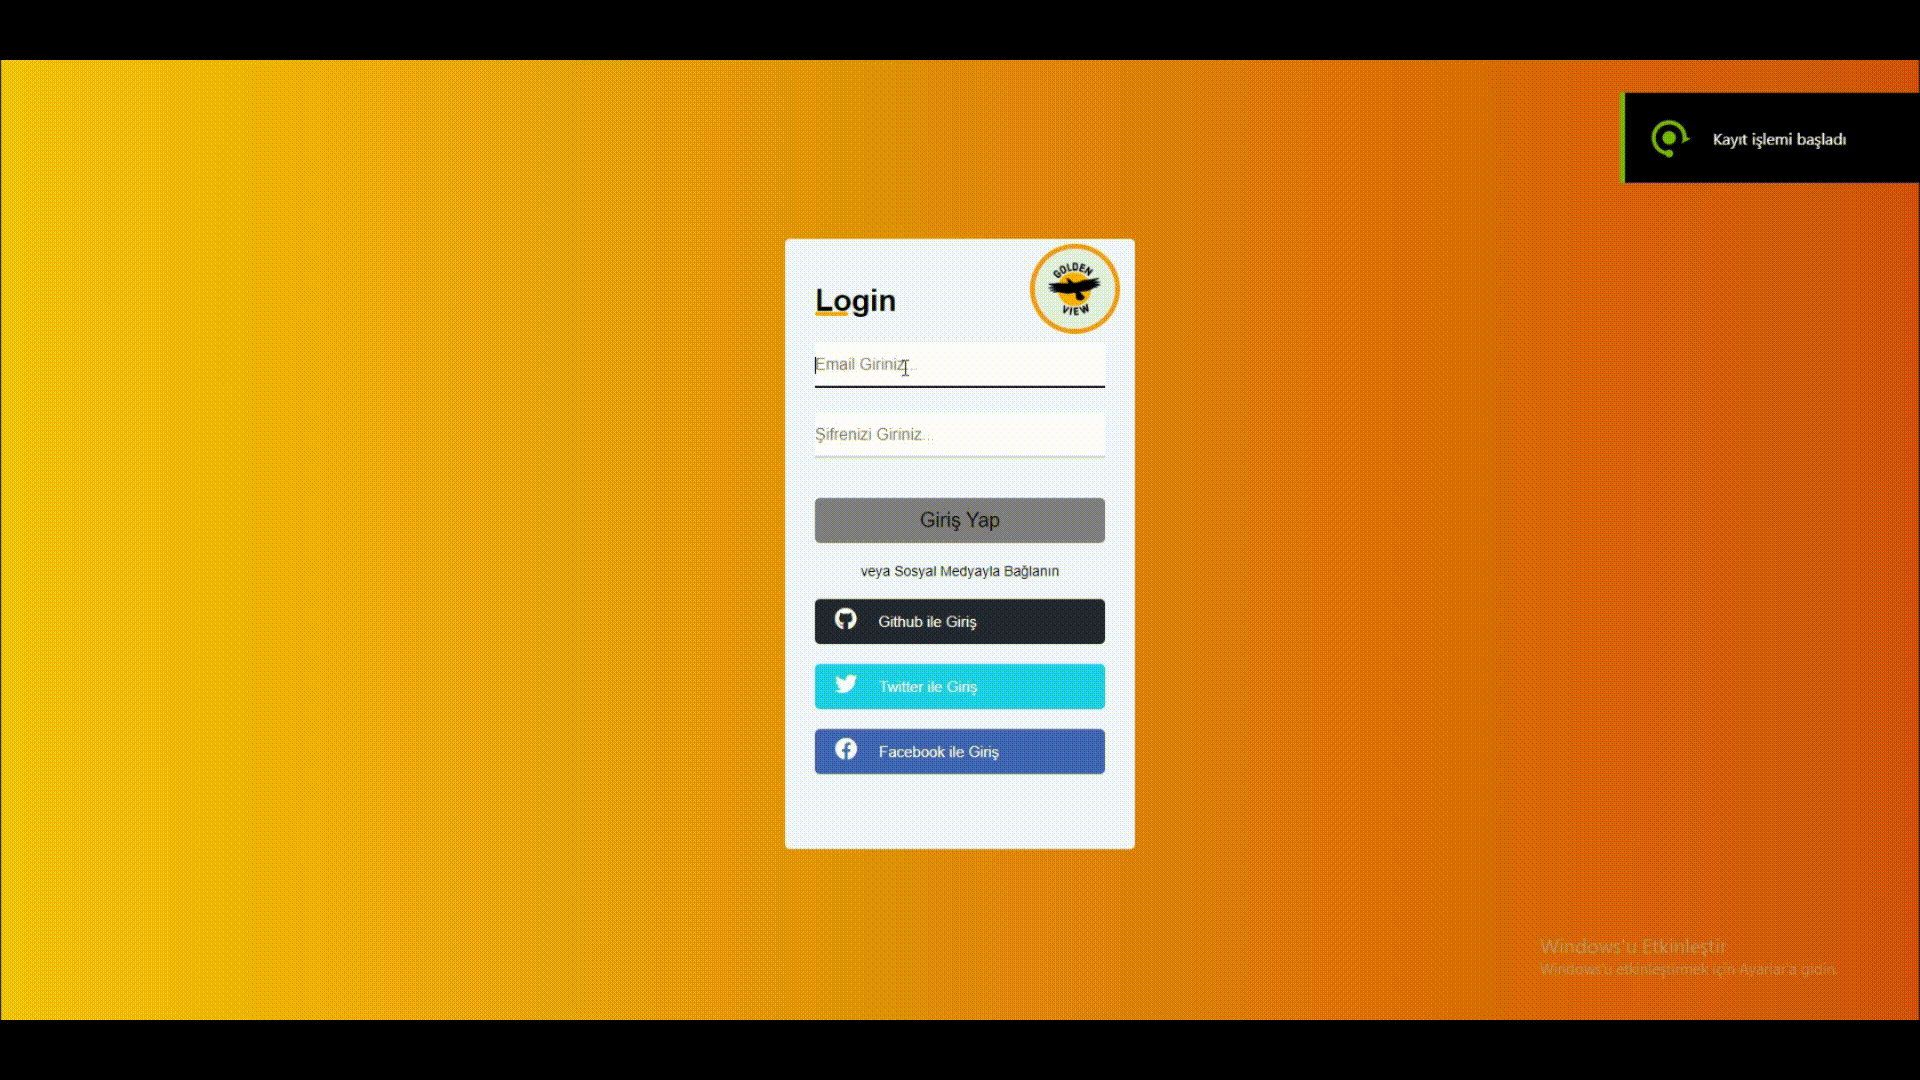 Kayıt işlemi başladı
GOLDEN
VIEW
Login
Email Giriniz...
Şifrenizi Giriniz...
Giriş Yap
veya Sosyal Medyayla Bağlanın
Github ile Giriş
Twitter ile Giriş
Facebook ile Giriş
Windows'u Etkinleştir
Windows'u etkinleştirmek için Ayarlar'a gidin.